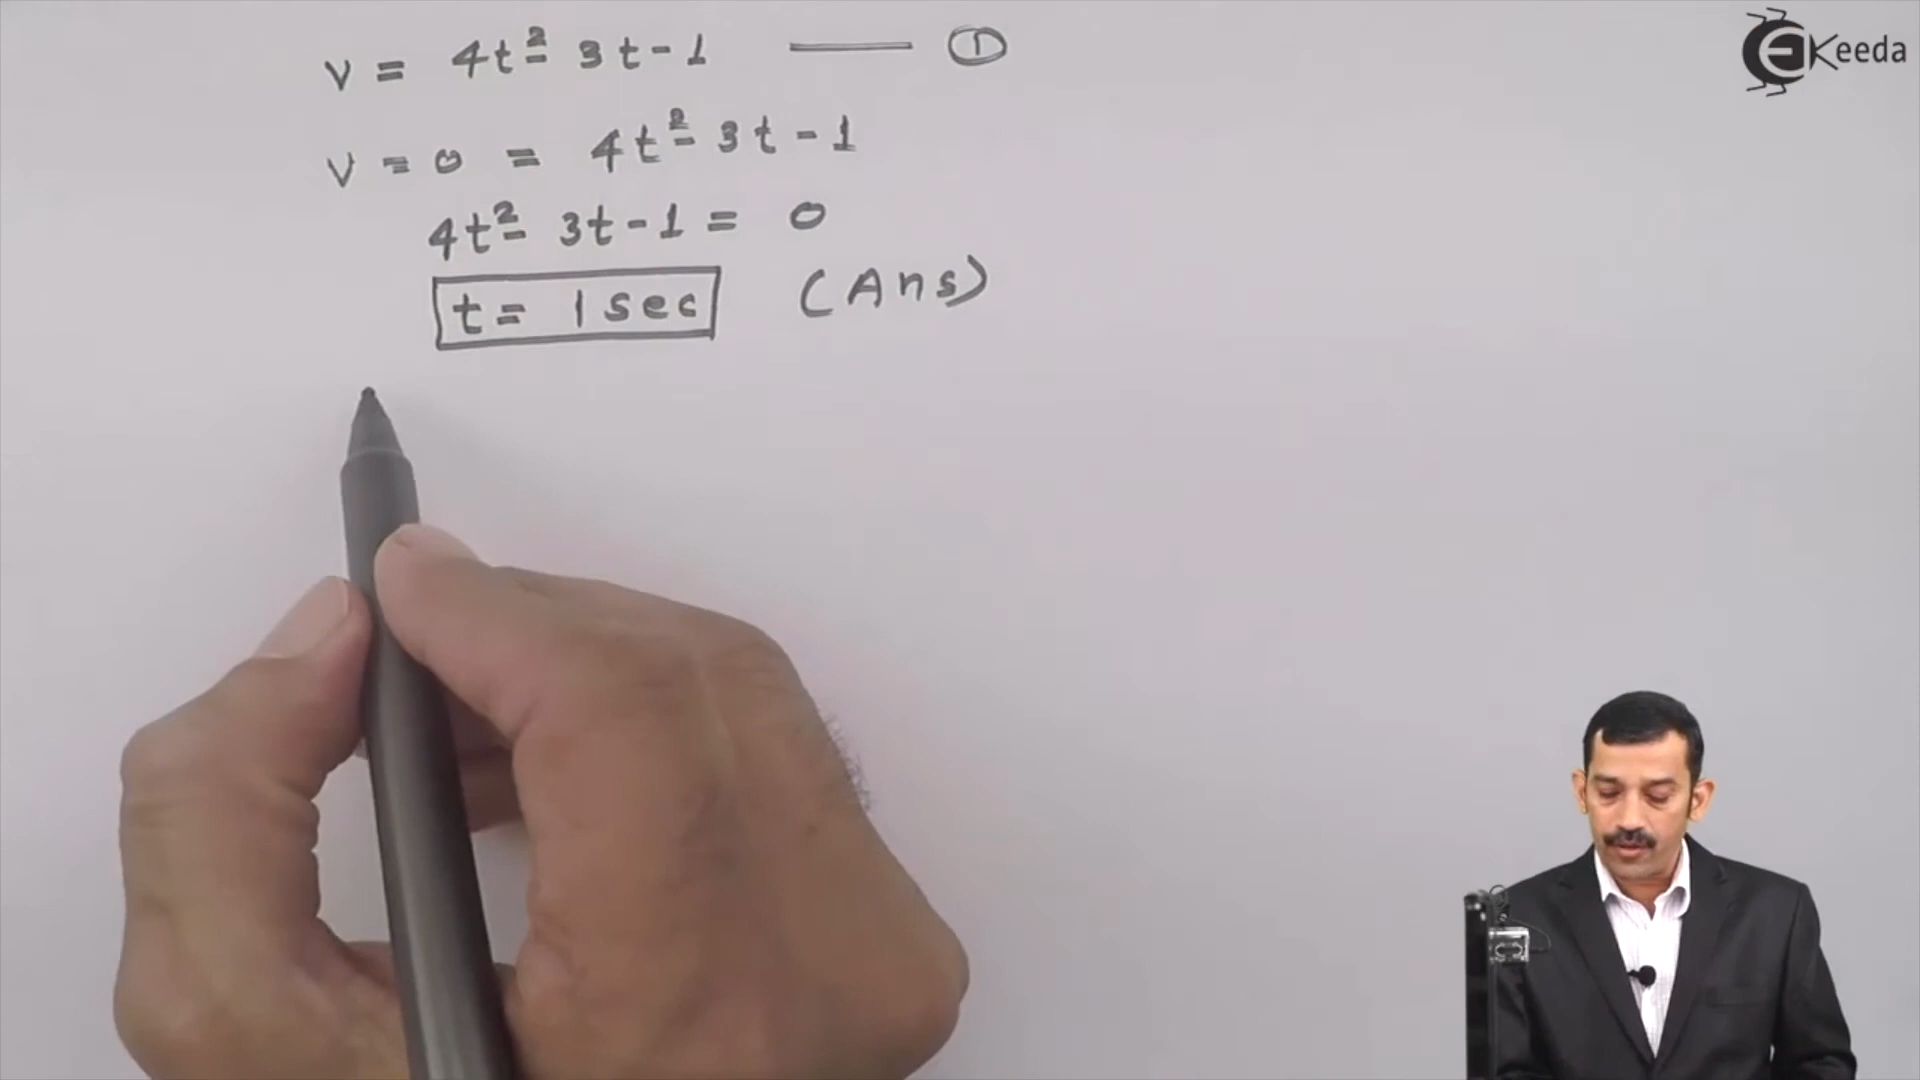 v = 4t² - 3t - 1 —— ①
v = 0 = 4t² - 3t - 1
4t² - 3t - 1 = 0
t = 1 sec (Ans)
EKeeda